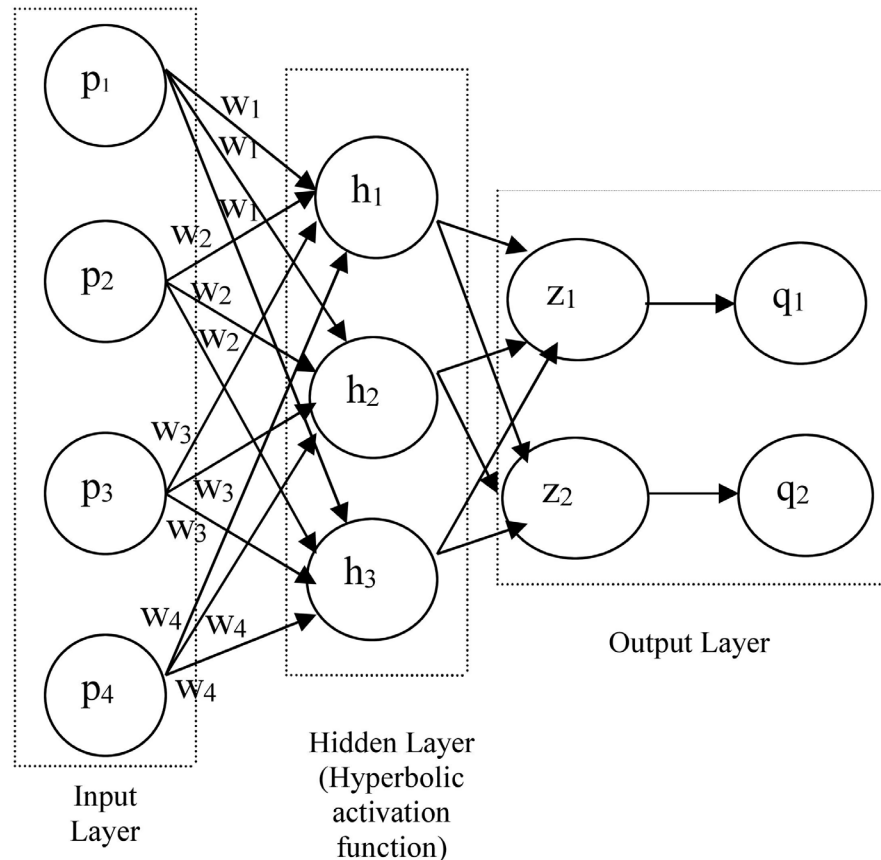 p₁
w₁
w₁
h₁
w₁
w₂
p₂
w₂
z₁
q₁
w₂
h₂
w₃
p₃
w₃
z₂
q₂
w₃
h₃
w₄
w₄
p₄
w₄
Output Layer
Hidden Layer
(Hyperbolic
activation
function)
Input
Layer